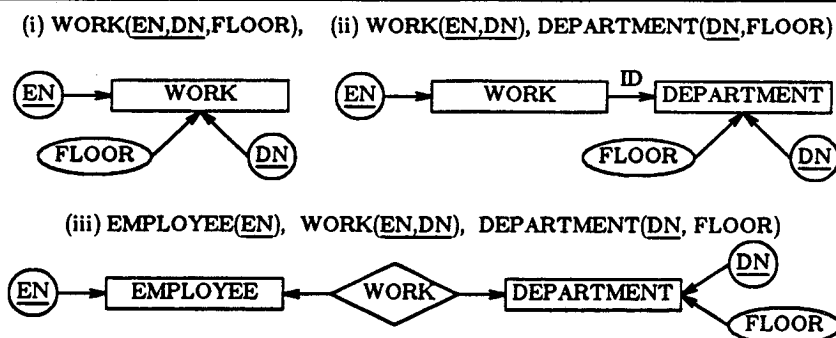 (i) WORK(EN,DN,FLOOR), (ii) WORK(EN,DN), DEPARTMENT(DN,FLOOR)
ID
EN WORK EN WORK DEPARTMENT
FLOOR DN FLOOR DN
(iii) EMPLOYEE(EN), WORK(EN,DN), DEPARTMENT(DN, FLOOR)
DN
EN EMPLOYEE WORK DEPARTMENT
FLOOR